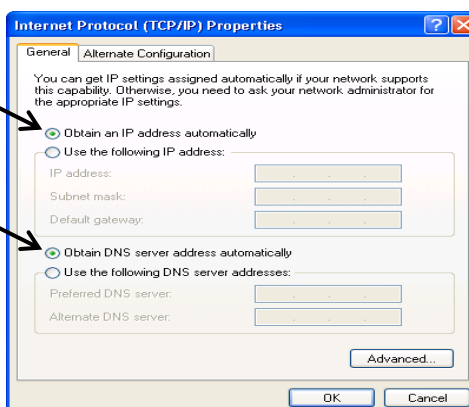 Internet Protocol (TCP/IP) Properties
General Alternate Configuration
You can get IP settings assigned automatically if your network supports
this capability. Otherwise, you need to ask your network administrator for
the appropriate IP settings.
Obtain an IP address automatically
Use the following IP address:
IP address:
Subnet mask:
Default gateway:
Obtain DNS server address automatically
Use the following DNS server addresses:
Preferred DNS server:
Alternate DNS server:
Advanced...
OK Cancel